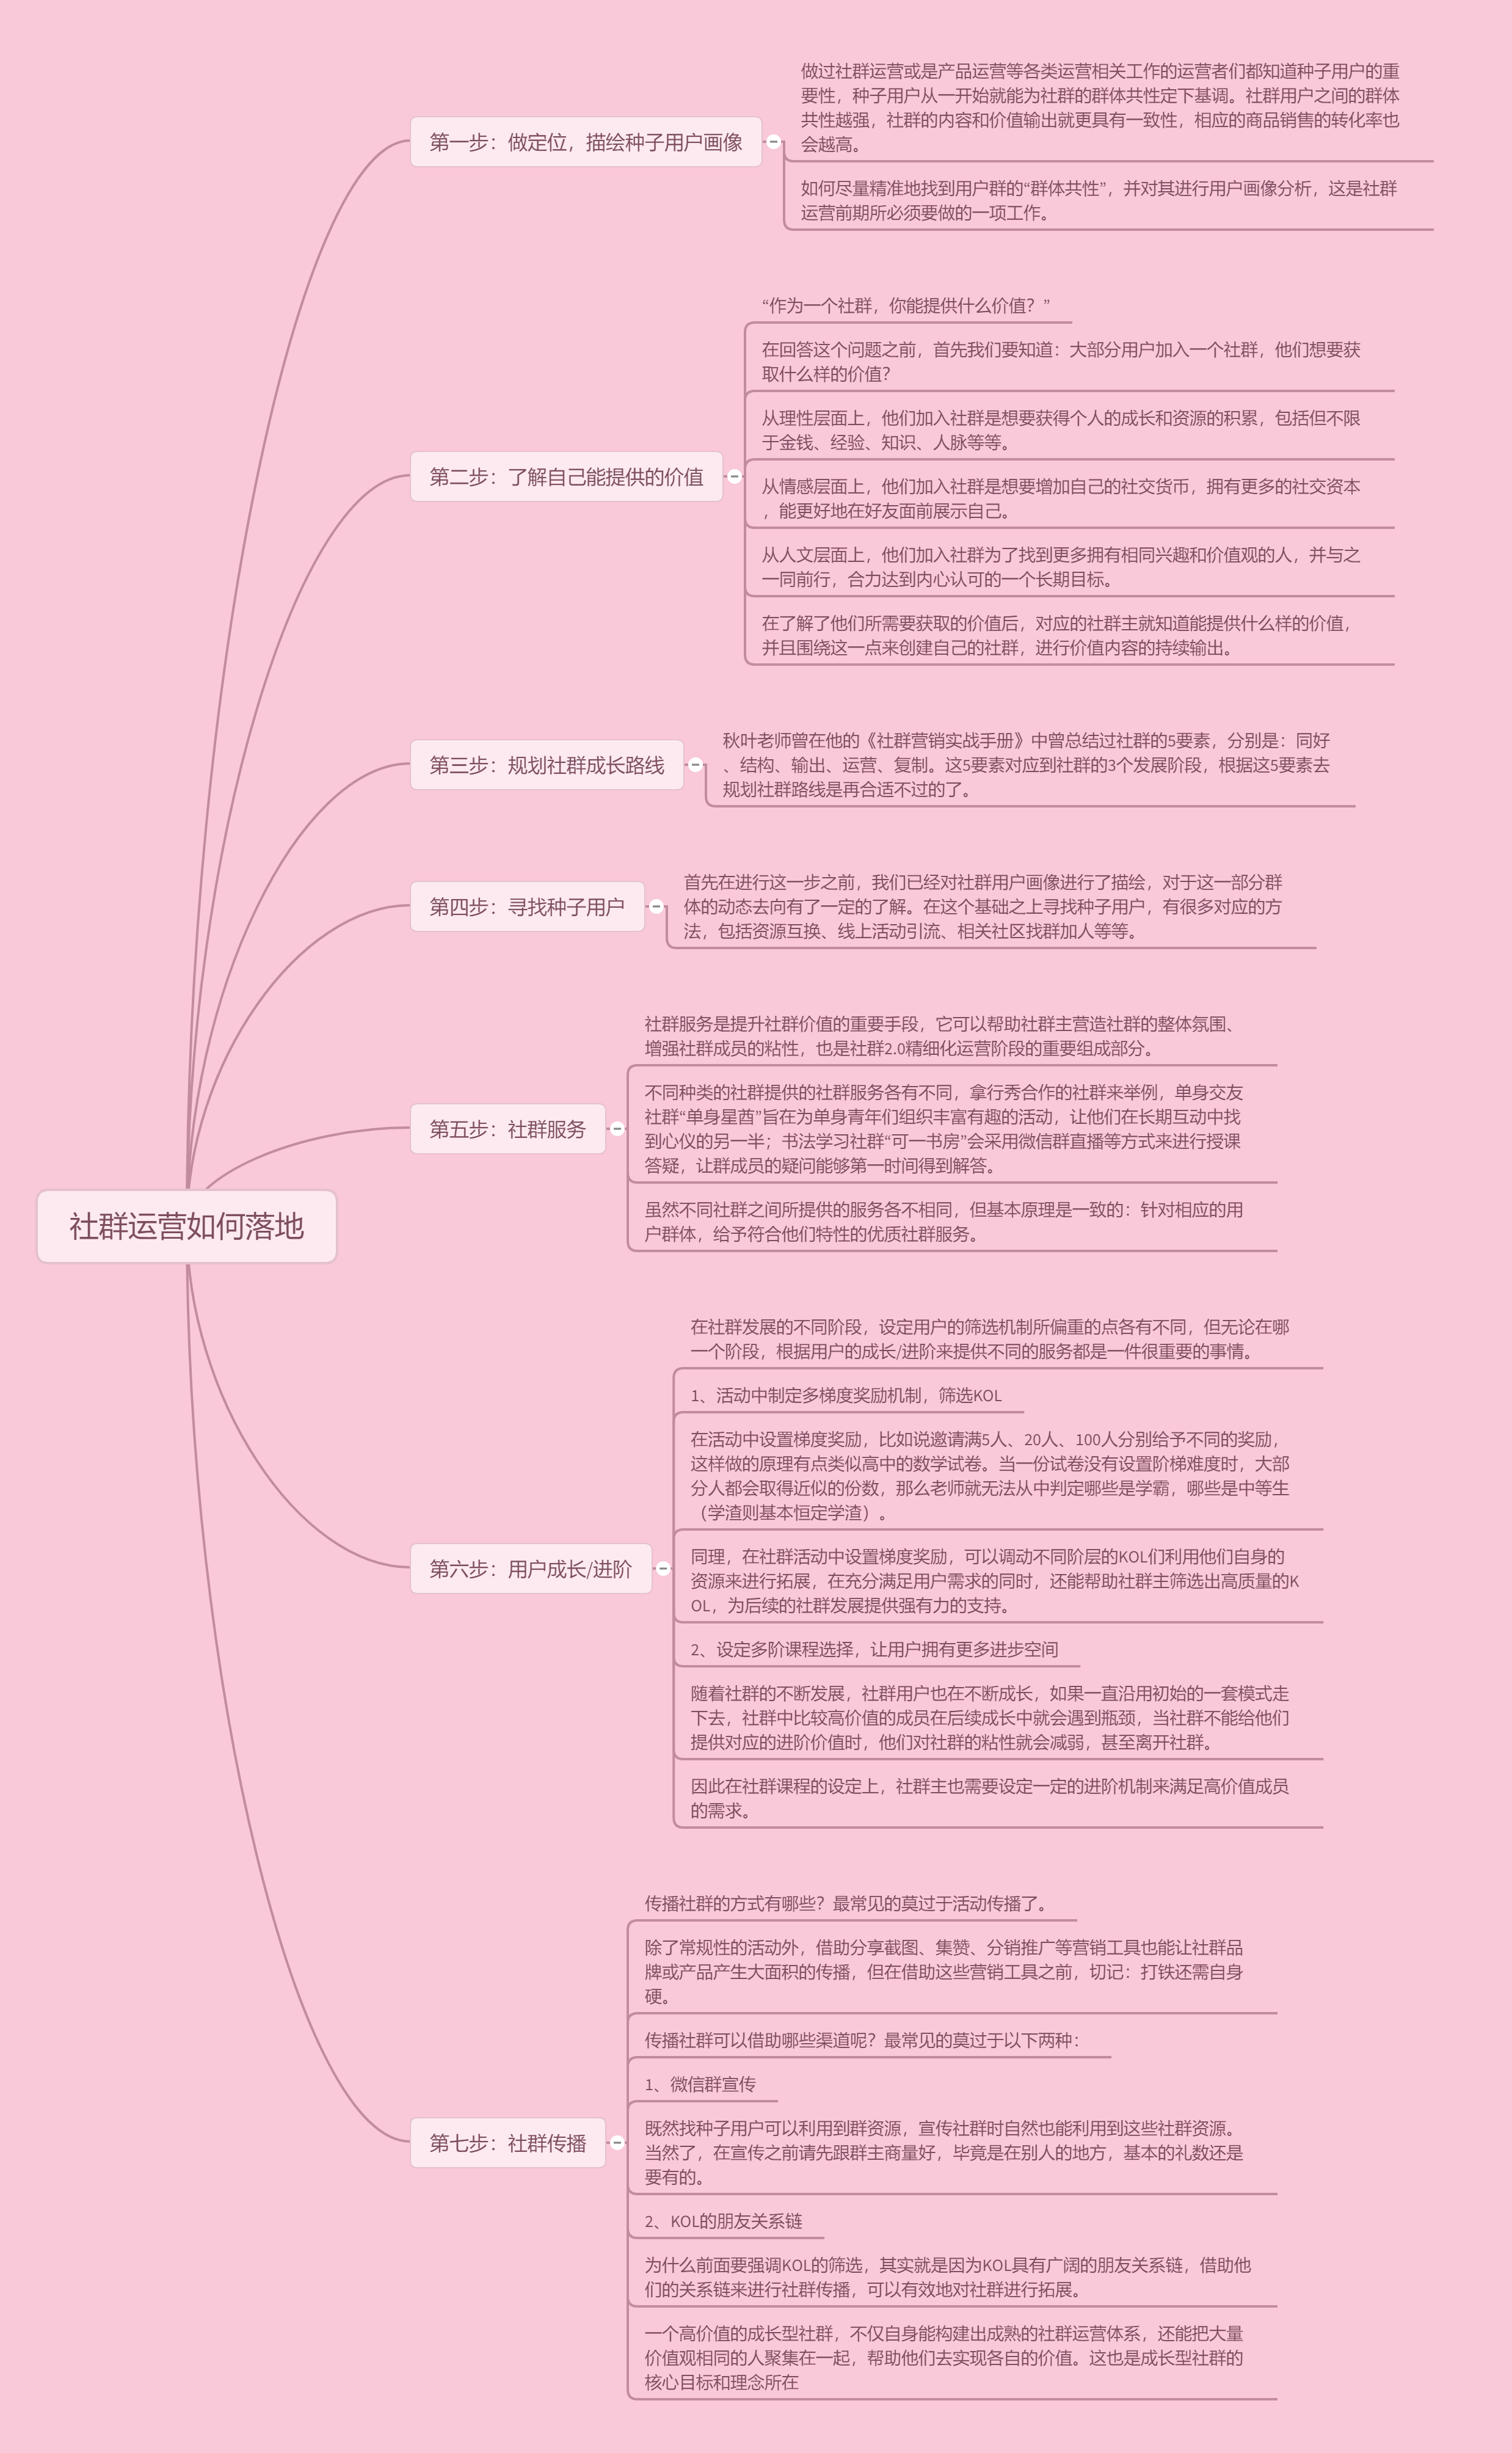 做过社群运营或是产品运营等各类运营相关工作的运营者们都知道种子用户的重
要性，种子用户从一开始就能为社群的群体共性定下基调。社群用户之间的群体
共性越强，社群的内容和价值输出就更具有一致性，相应的商品销售的转化率也
会越高。
第一步：做定位，描绘种子用户画像
如何尽量精准地找到用户群的“群体共性”，并对其进行用户画像分析，这是社群
运营前期所必须要做的一项工作。
“作为一个社群，你能提供什么价值？”
在回答这个问题之前，首先我们要知道：大部分用户加入一个社群，他们想要获
取什么样的价值？
从理性层面上，他们加入社群是想要获得个人的成长和资源的积累，包括但不限
于金钱、经验、知识、人脉等等。
第二步：了解自己能提供的价值
从情感层面上，他们加入社群是想要增加自己的社交货币，拥有更多的社交资本
，能更好地在好友面前展示自己。
从人文层面上，他们加入社群为了找到更多拥有相同兴趣和价值观的人，并与之
一同前行，合力达到内心认可的一个长期目标。
在了解了他们所需要获取的价值后，对应的社群主就知道能提供什么样的价值，
并且围绕这一点来创建自己的社群，进行价值内容的持续输出。
第三步：规划社群成长路线
秋叶老师曾在他的《社群营销实战手册》中曾总结过社群的5要素，分别是：同好
、结构、输出、运营、复制。这5要素对应到社群的3个发展阶段，根据这5要素去
规划社群路线是再合适不过的了。
第四步：寻找种子用户
首先在进行这一步之前，我们已经对社群用户画像进行了描绘，对于这一部分群
体的动态去向有了一定的了解。在这个基础之上寻找种子用户，有很多对应的方
法，包括资源互换、线上活动引流、相关社区找群加人等等。
社群服务是提升社群价值的重要手段，它可以帮助社群主营造社群的整体氛围、
增强社群成员的粘性，也是社群2.0精细化运营阶段的重要组成部分。
第五步：社群服务
不同种类的社群提供的社群服务各有不同，拿行秀合作的社群来举例，单身交友
社群“单身星酋”旨在为单身青年们组织丰富有趣的活动，让他们在长期互动中找
到心仪的另一半；书法学习社群“可一书房”会采用微信群直播等方式来进行授课
答疑，让群成员的疑问能够第一时间得到解答。
虽然不同社群之间所提供的服务各不相同，但基本原理是一致的：针对相应的用
户群体，给予符合他们特性的优质社群服务。
社群运营如何落地
在社群发展的不同阶段，设定用户的筛选机制所偏重的点各有不同，但无论在哪
一个阶段，根据用户的成长/进阶来提供不同的服务都是一件很重要的事情。
1、活动中制定多梯度奖励机制，筛选KOL
在活动中设置梯度奖励，比如说邀请满5人、20人、100人分别给予不同的奖励，
这样做的原理有点类似高中的数学试卷。当一份试卷没有设置阶梯难度时，大部
分人都会取得近似的份数，那么老师就无法从中判定哪些是学霸，哪些是中等生
（学渣则基本恒定学渣）。
第六步：用户成长/进阶
同理，在社群活动中设置梯度奖励，可以调动不同阶层的KOL们利用他们自身的
资源来进行拓展，在充分满足用户需求的同时，还能帮助社群主筛选出高质量的K
OL，为后续的社群发展提供强有力的支持。
2、设定多阶课程选择，让用户拥有更多进步空间
随着社群的不断发展，社群用户也在不断成长，如果一直沿用初始的一套模式走
下去，社群中比较高价值的成员在后续成长中就会遇到瓶颈，当社群不能给他们
提供对应的进阶价值时，他们对社群的粘性就会减弱，甚至离开社群。
因此在社群课程的设定上，社群主也需要设定一定的进阶机制来满足高价值成员
的需求。
传播社群的方式有哪些？最常见的莫过于活动传播了。
除了常规性的活动外，借助分享截图、集赞、分销推广等营销工具也能让社群品
牌或产品产生大面积的传播，但在借助这些营销工具之前，切记：打铁还需自身
硬。
传播社群可以借助哪些渠道呢？最常见的莫过于以下两种：
1、微信群宣传
第七步：社群传播
既然找种子用户可以利用到群资源，宣传社群时自然也能利用到这些社群资源。
当然了，在宣传之前请先跟群主商量好，毕竟是在别人的地方，基本的礼数还是
要有的。
2、KOL的朋友关系链
为什么前面要强调KOL的筛选，其实就是因为KOL具有广阔的朋友关系链，借助他
们的关系链来进行社群传播，可以有效地对社群进行拓展。
一个高价值的成长型社群，不仅自身能构建出成熟的社群运营体系，还能把大量
价值观相同的人聚集在一起，帮助他们去实现各自的价值。这也是成长型社群的
核心目标和理念所在